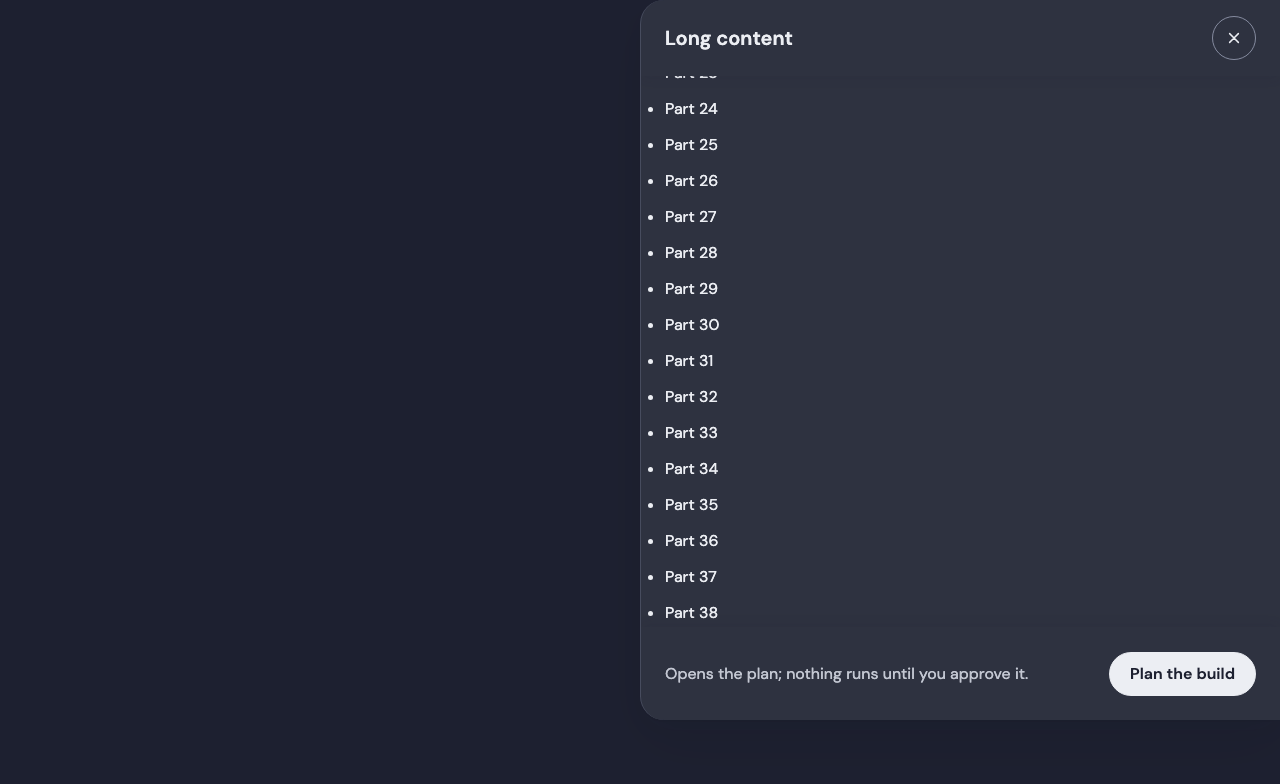 Long content
Part 24
Part 25
Part 26
Part 27
Part 28
Part 29
Part 30
Part 31
Part 32
Part 33
Part 34
Part 35
Part 36
Part 37
Part 38
Opens the plan; nothing runs until you approve it.
Plan the build